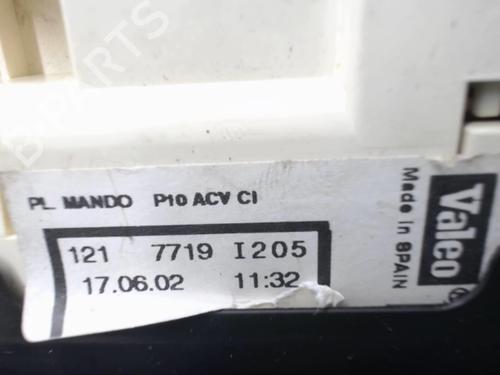 PL. MANDO P10 ACV CI
121 7719 I205
17.06.02 11:32
Valeo
Made in SPAIN